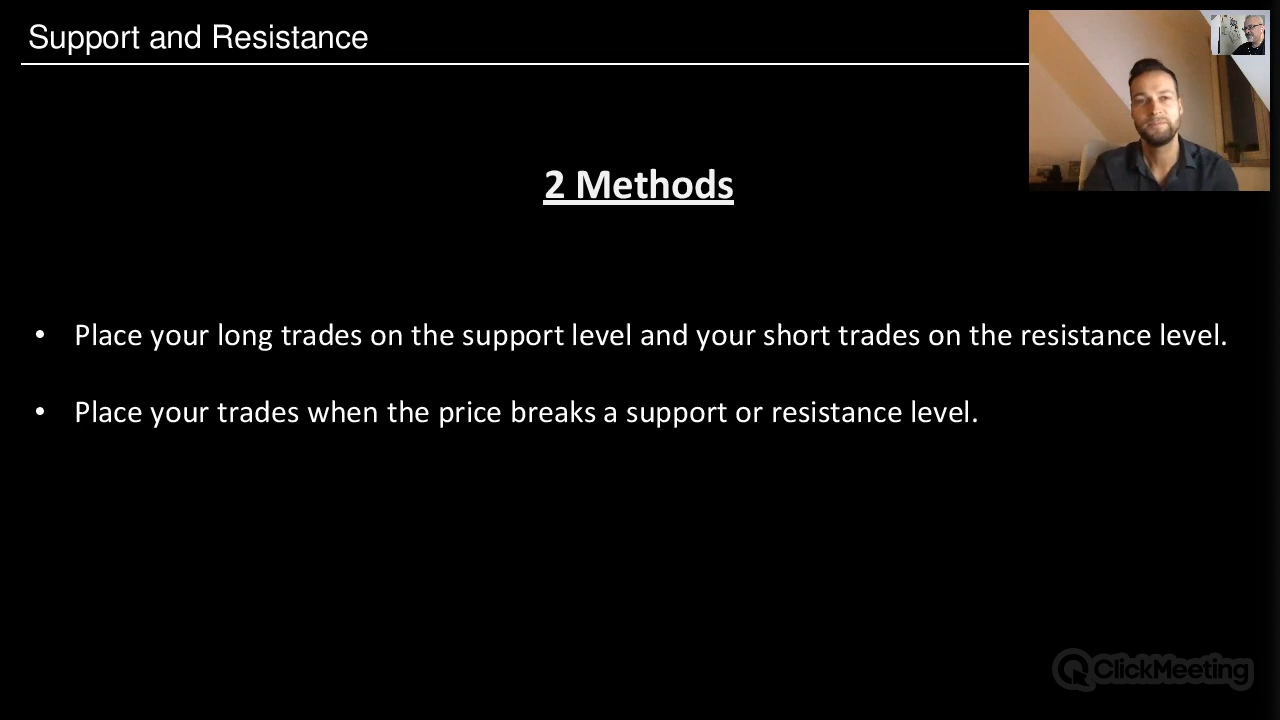 Support and Resistance
2 Methods
• Place your long trades on the support level and your short trades on the resistance level.
• Place your trades when the price breaks a support or resistance level.
ClickMeeting